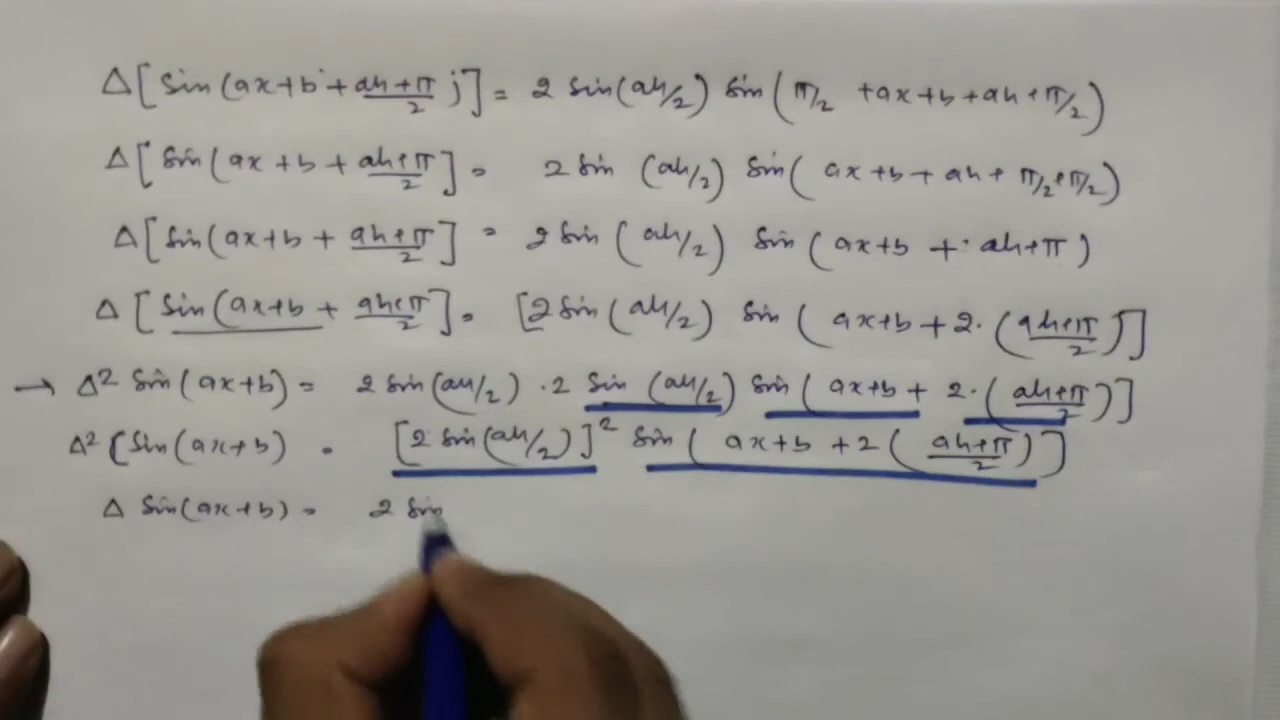 Δ[Sin(ax+b+(ah+π)/2)] = 2 Sin(ah/2) Sin(π/2 +ax+b+ah+π/2)
Δ[Sin(ax+b+(ah+π)/2] = 2 Sin (ah/2) Sin(ax+b+ah+π/2+π/2)
Δ[Sin(ax+b+(ah+π)/2] = 2 Sin(ah/2) Sin(ax+b+ah+π)
Δ[Sin(ax+b+(ah+π)/2] = [2 Sin(ah/2) Sin(ax+b+2·((ah+π)/2)]
→ Δ² Sin(ax+b) = 2 Sin(ah/2)·2 Sin(ah/2) Sin(ax+b+2·((ah+π)/2)]
Δ²[Sin(ax+b) = [2 Sin(ah/2)]² Sin(ax+b+2((ah+π)/2)]
Δ Sin(ax+b) = 2 Sin